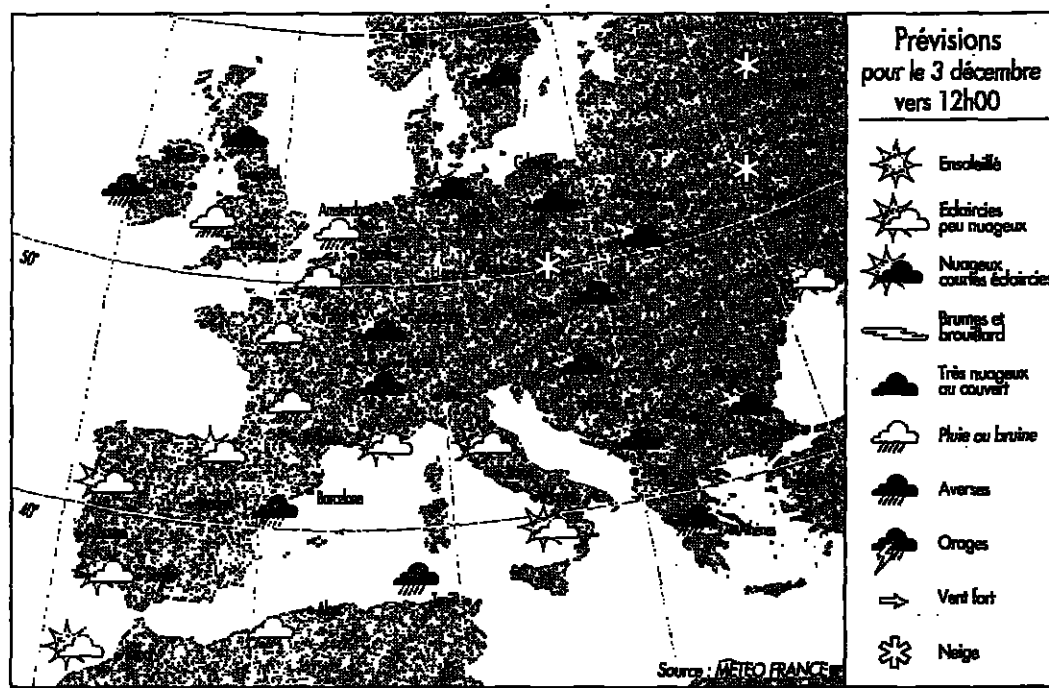 Prévisions
pour le 3 décembre
vers 12h00
Ensoleillé
Eclaircies
peu nuageux
Nuageux
courtes éclaircies
Brumes et
brouillard
Très nuageux
ou couvert
Pluie ou bruine
Averses
Orages
Vent fort
Neige
50°
40°
Barcelone
Source : METEO FRANCE